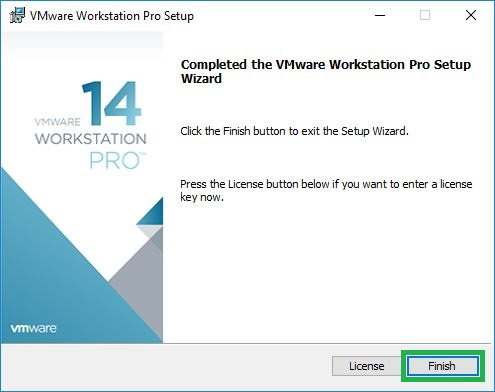 VMware Workstation Pro Setup
Completed the VMware Workstation Pro Setup
Wizard
VMWARE 14
WORKSTATION
PRO™
Click the Finish button to exit the Setup Wizard.
Press the License button below if you want to enter a license
key now.
vmware
License
Finish